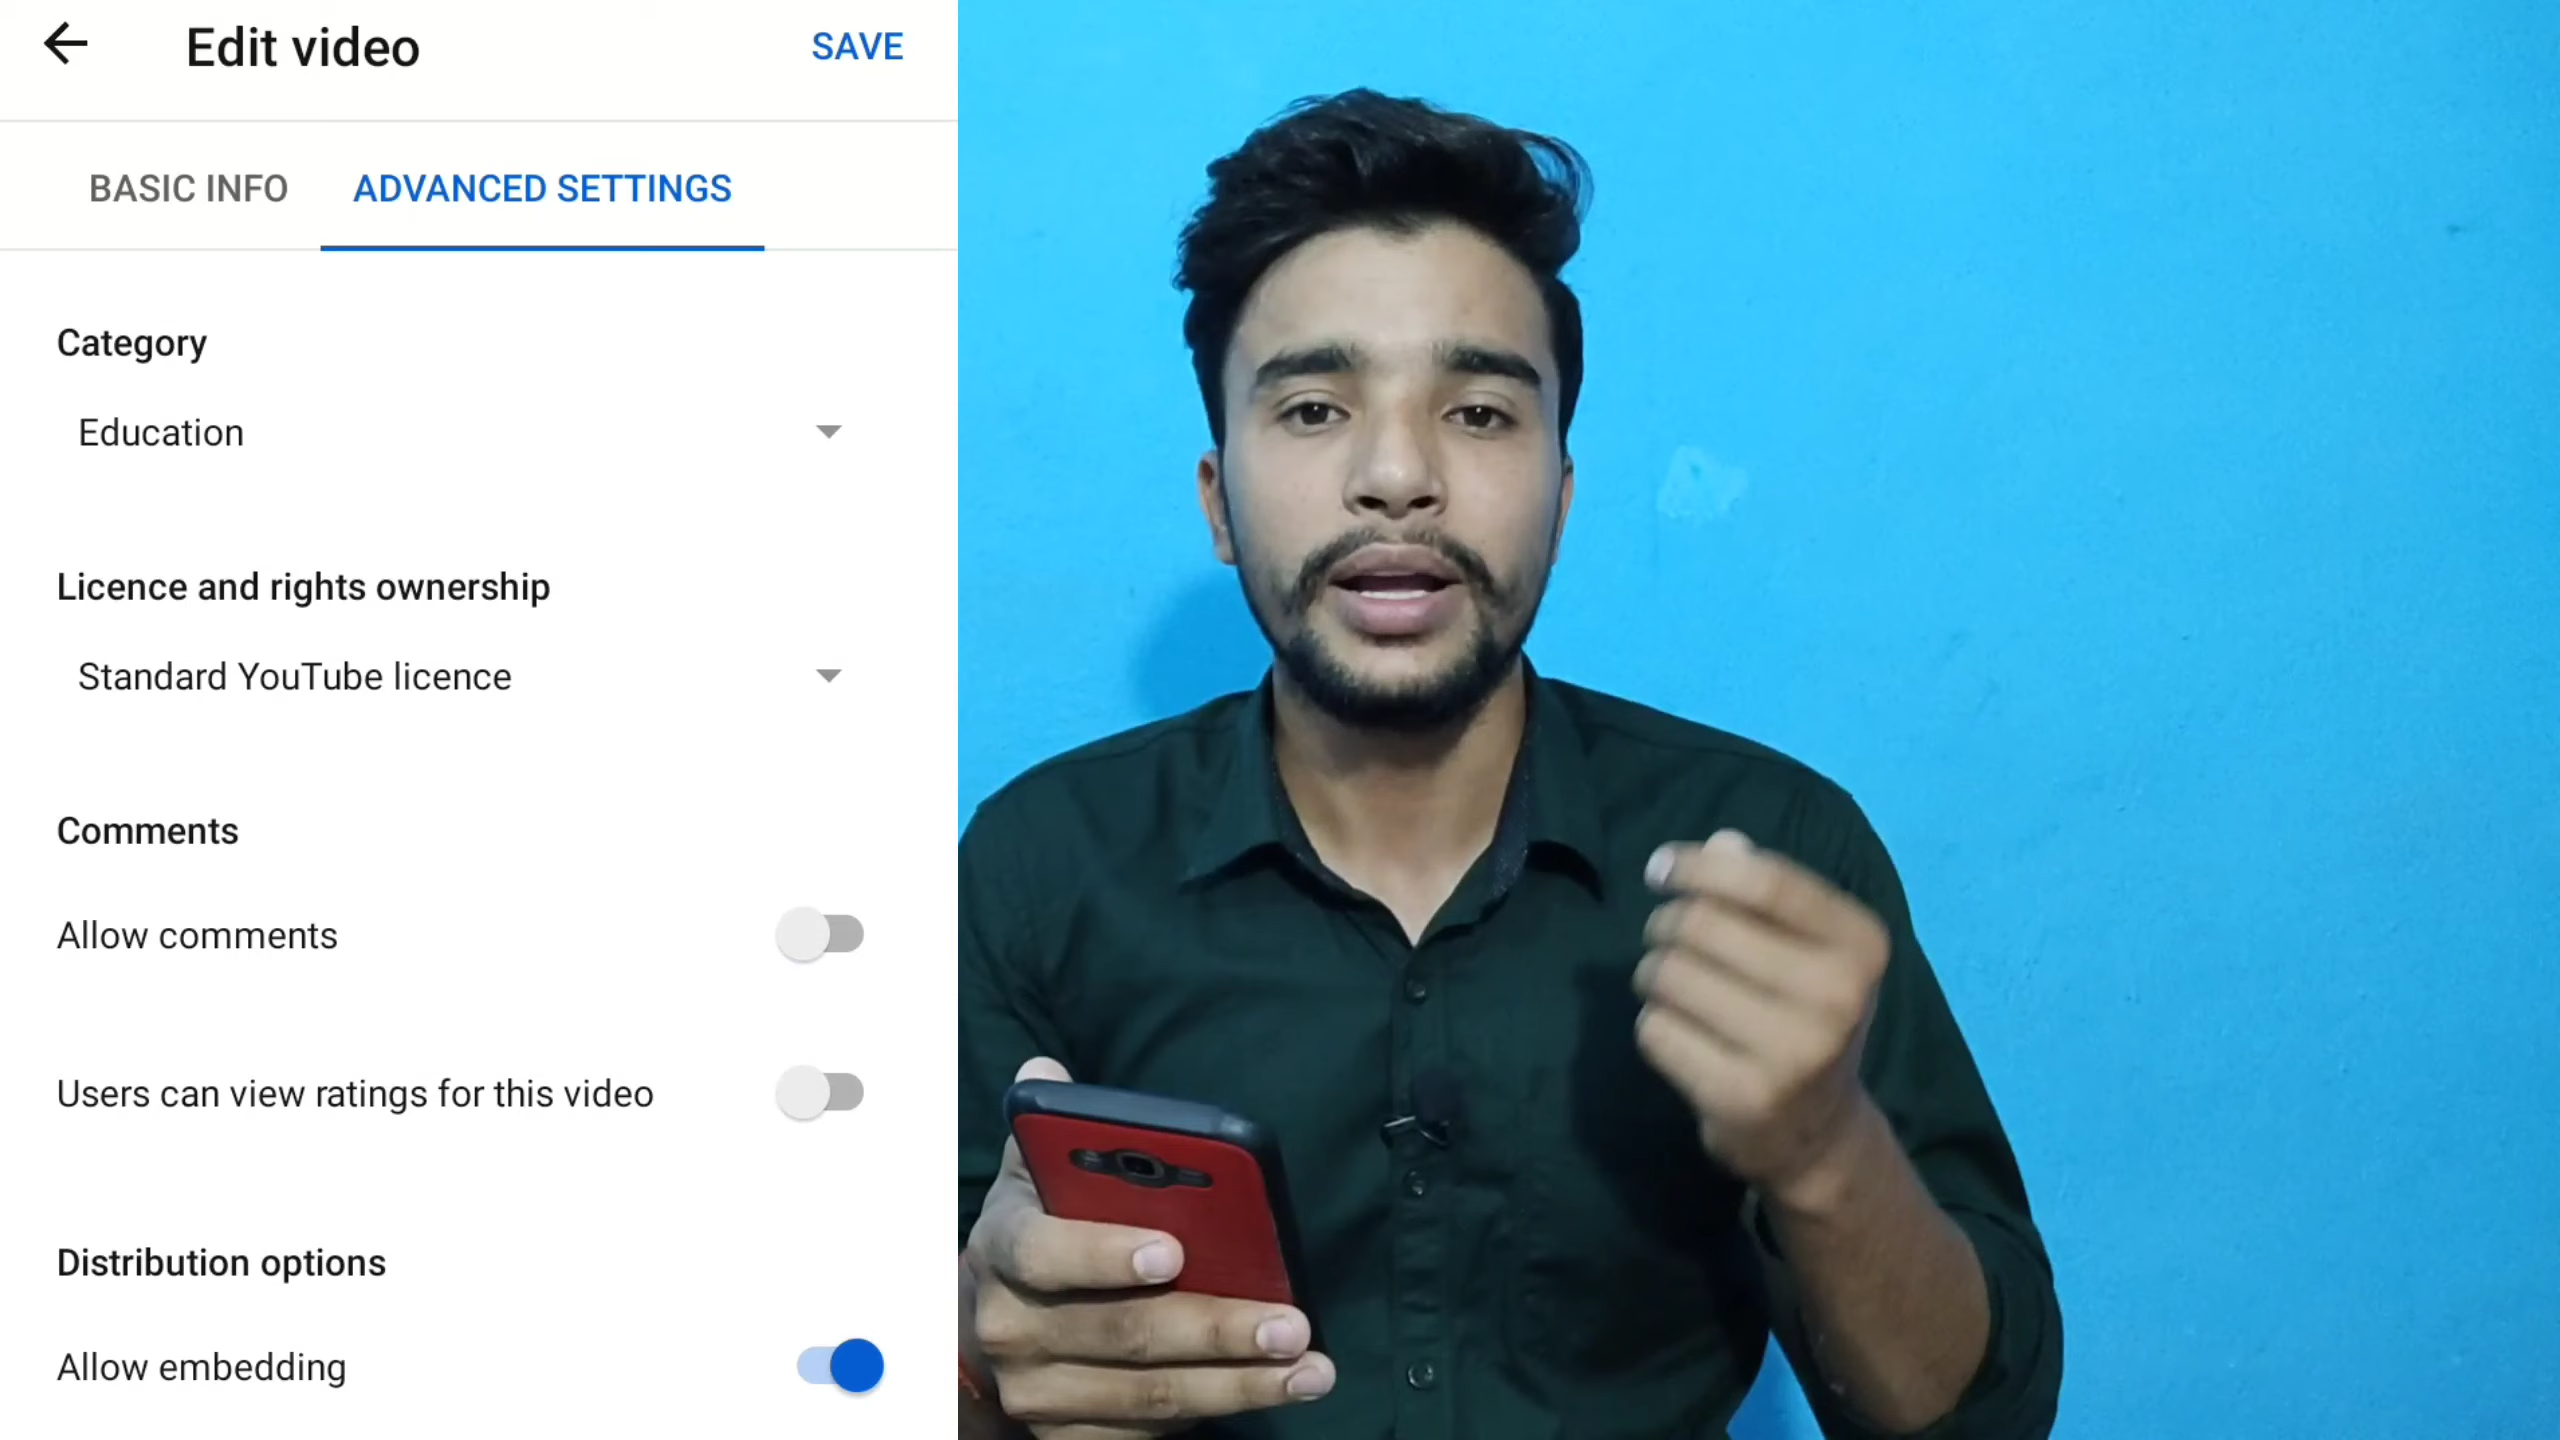 Edit video
SAVE
BASIC INFO
ADVANCED SETTINGS
Category
Education
Licence and rights ownership
Standard YouTube licence
Comments
Allow comments
Users can view ratings for this video
Distribution options
Allow embedding